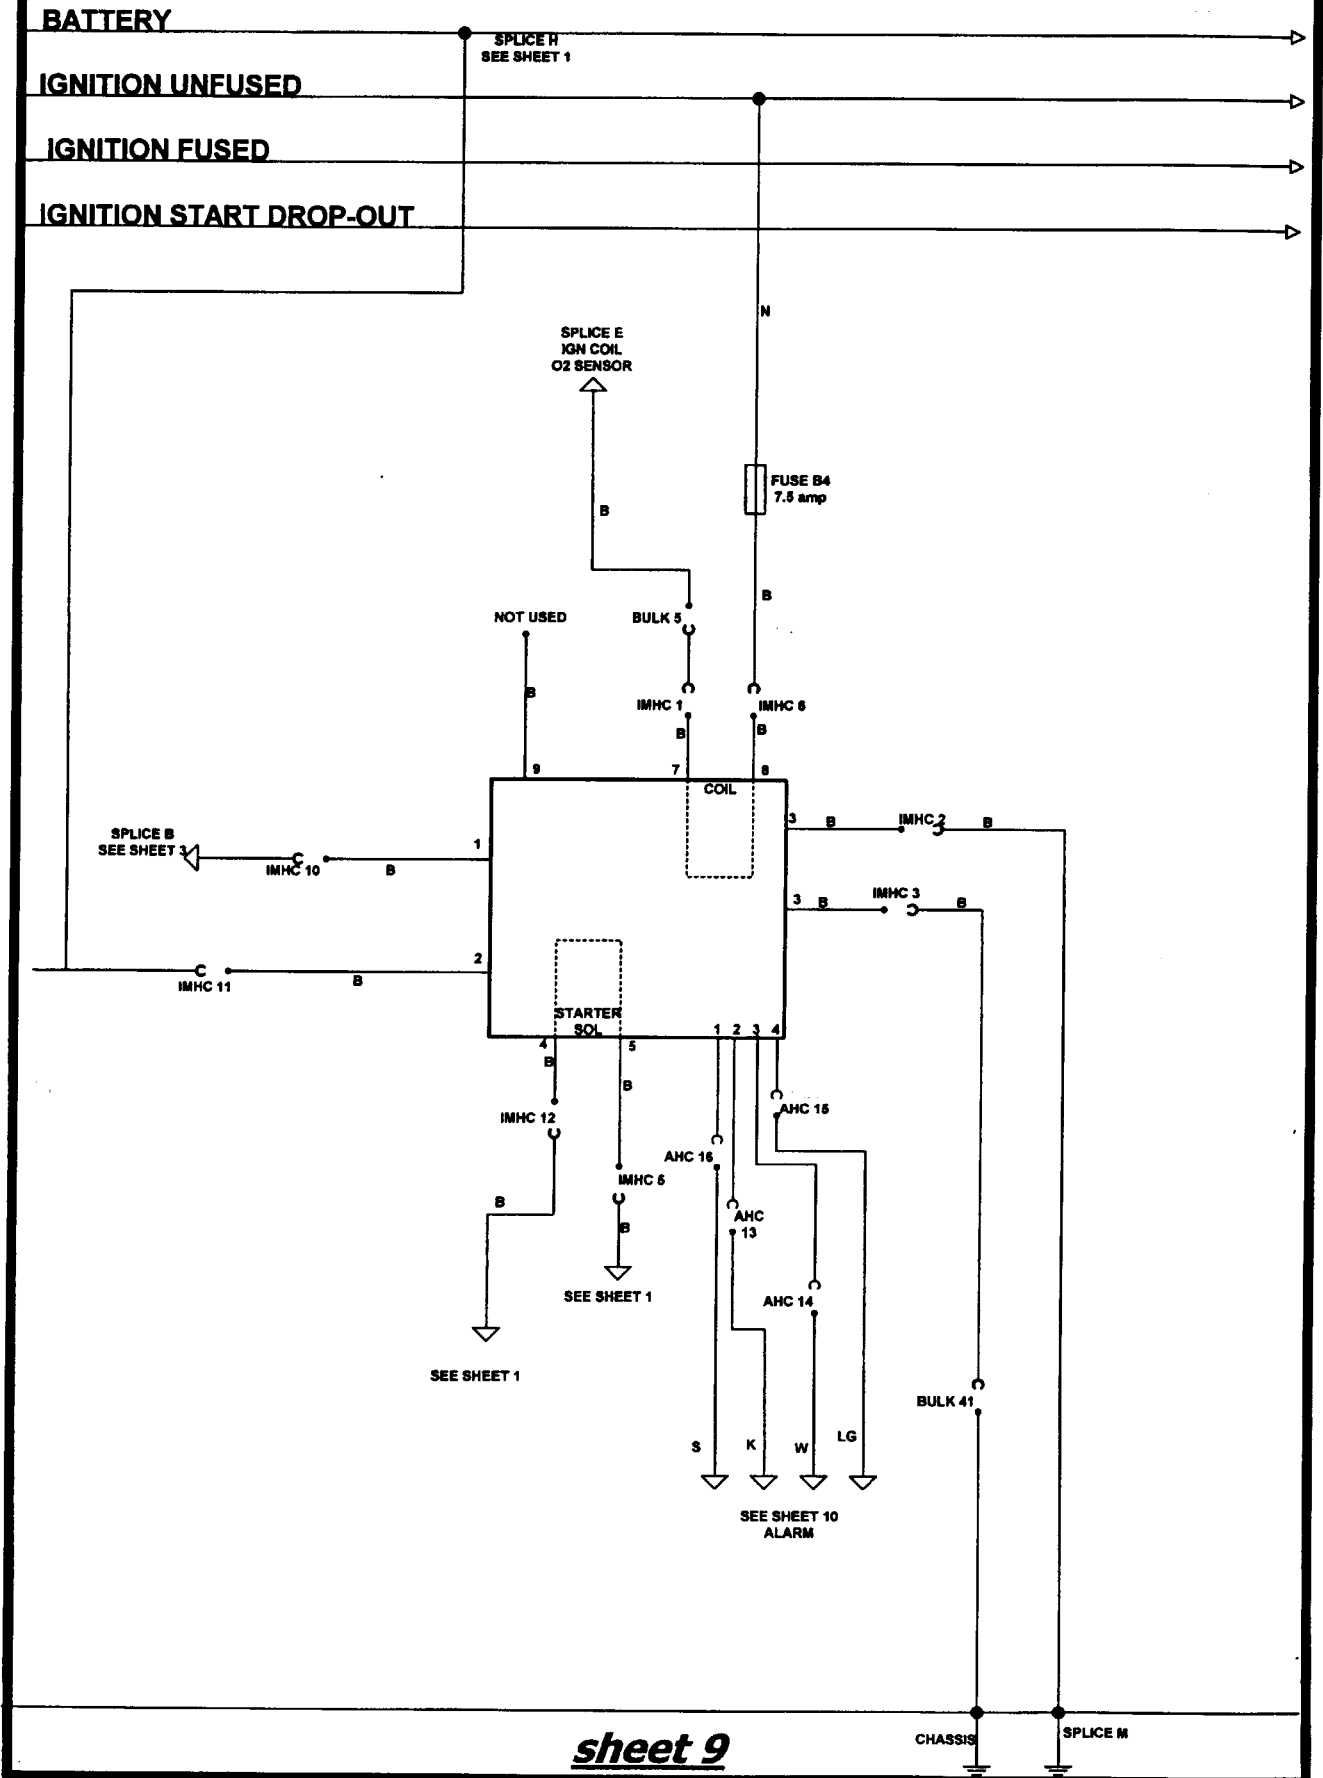 BATTERY
SPLICE H
SEE SHEET 1
IGNITION UNFUSED
IGNITION FUSED
IGNITION START DROP-OUT
N
SPLICE E
IGN COIL
O2 SENSOR
FUSE B4
7.5 amp
B
B
NOT USED
BULK 5
B
IMHC 1
IMHC 6
B
B
9
7
8
COIL
SPLICE B
SEE SHEET 3
IMHC 10
B
1
3
B
IMHC 2
B
3
B
IMHC 3
B
2
IMHC 11
B
STARTER
SOL
4
5
1 2 3 4
B
B
IMHC 12
AHC 15
AHC 16
IMHC 5
B
B
AHC
13
SEE SHEET 1
AHC 14
SEE SHEET 1
BULK 41
S
K
W
LG
SEE SHEET 10
ALARM
CHASSIS
SPLICE M
sheet 9